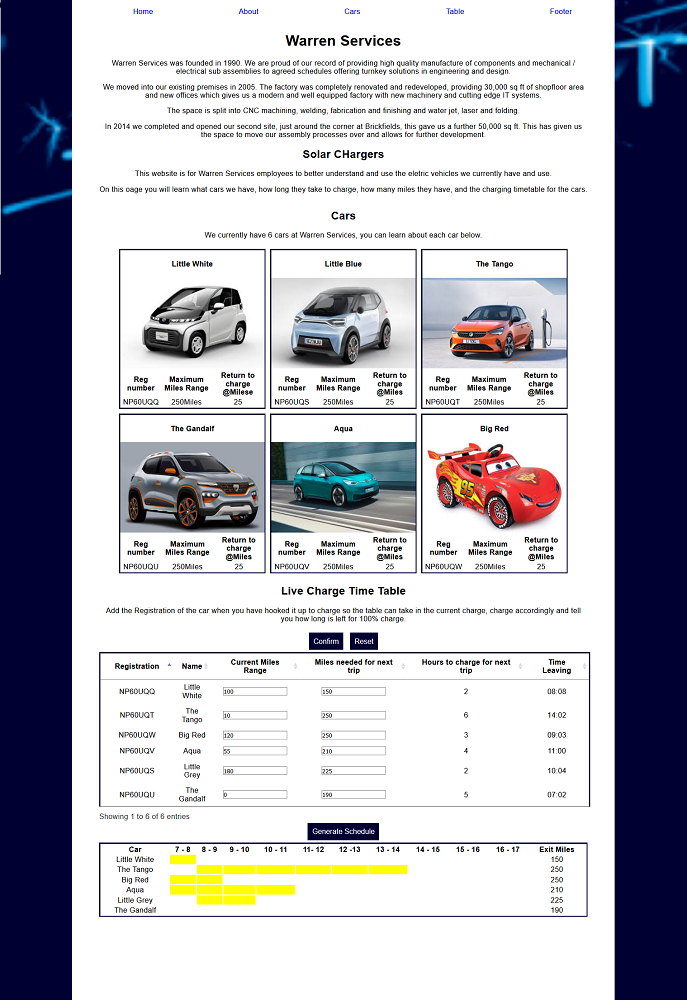 Home About Cars Table Footer
Warren Services
Warren Services was founded in 1990. We are proud of our record of providing high quality manufacture of components and mechanical /
electrical sub assemblies to agreed schedules offering turnkey solutions in engineering and design.
We moved into our existing premises in 2005. The factory was completely renovated and redeveloped, providing 30,000 sq ft of shopfloor area
and new offices which gives us a modern and well equipped factory with new machinery and cutting edge IT systems.
The space is split into CNC machining, welding, fabrication and finishing and water jet, laser and folding.
In 2014 we completed and opened our second site, just around the corner at Brickfields, this gave us a further 50,000 sq ft. This has given us
the space to move our assembly processes over and allows for further development.
Solar CHargers
This website is for Warren Services employees to better understand and use the eletric vehicles we currently have and use.
On this oage you will learn what cars we have, how long they take to charge, how many miles they have, and the charging timetable for the cars.
Cars
We currently have 6 cars at Warren Services, you can learn about each car below.
Little White Little Blue The Tango
Reg number Maximum Miles Range Return to charge @Milese
NP60UQQ 250Miles 25
Reg number Maximum Miles Range Return to charge @Miles
NP60UQS 250Miles 25
Reg number Maximum Miles Range Return to charge @Miles
NP60UQT 250Miles 25
The Gandalf Aqua Big Red
95
Reg number Maximum Miles Range Return to charge @Miles
NP60UQU 250Miles 25
Reg number Maximum Miles Range Return to charge @Miles
NP60UQV 250Miles 25
Reg number Maximum Miles Range Return to charge @Miles
NP60UQW 250Miles 25
Live Charge Time Table
Add the Registration of the car when you have hooked it up to charge so the table can take in the current charge, charge accordingly and tell
you how long is left for 100% charge.
Confirm Reset
Registration Name Current Miles Range Miles needed for next trip Hours to charge for next trip Time Leaving
NP60UQQ Little White 100 150 2 08:08
NP60UQT The Tango 10 250 6 14:02
NP60UQW Big Red 120 250 3 09:03
NP60UQV Aqua 55 210 4 11:00
NP60UQS Little Grey 180 225 2 10:04
NP60UQU The Gandalf 0 190 5 07:02
Showing 1 to 6 of 6 entries
Generate Schedule
Car 7 - 8 8 - 9 9 - 10 10 - 11 11- 12 12 -13 13 - 14 14 - 15 15 - 16 16 - 17 Exit Miles
Little White 150
The Tango 250
Big Red 250
Aqua 210
Little Grey 225
The Gandalf 190